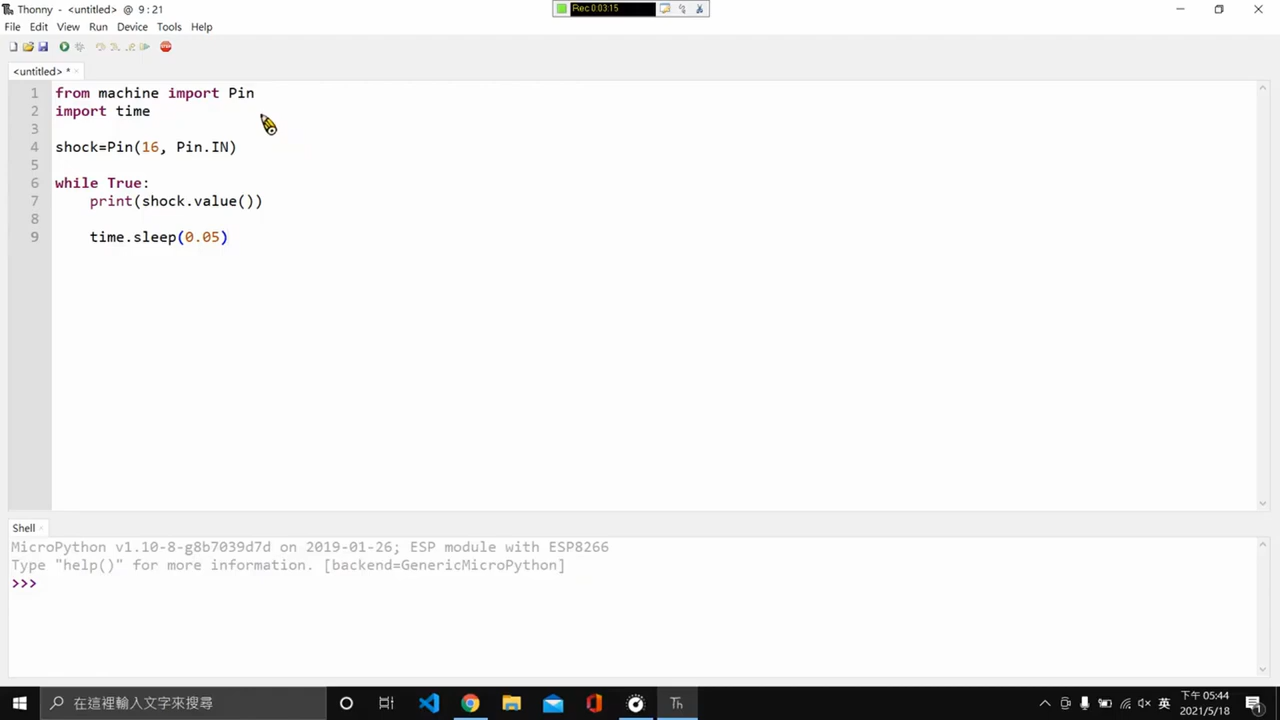 Thonny - <untitled> @ 9:21
Rec 0:03:15
File Edit View Run Device Tools Help
STOP
<untitled> *
1 from machine import Pin
2 import time
3
4 shock=Pin(16, Pin.IN)
5
6 while True:
7 print(shock.value())
8
9 time.sleep(0.05)
Shell
MicroPython v1.10-8-g8b7039d7d on 2019-01-26; ESP module with ESP8266
Type "help()" for more information. [backend=GenericMicroPython]
>>>
在這裡輸入文字來搜尋
Th
英
下午 05:44
2021/5/18
1